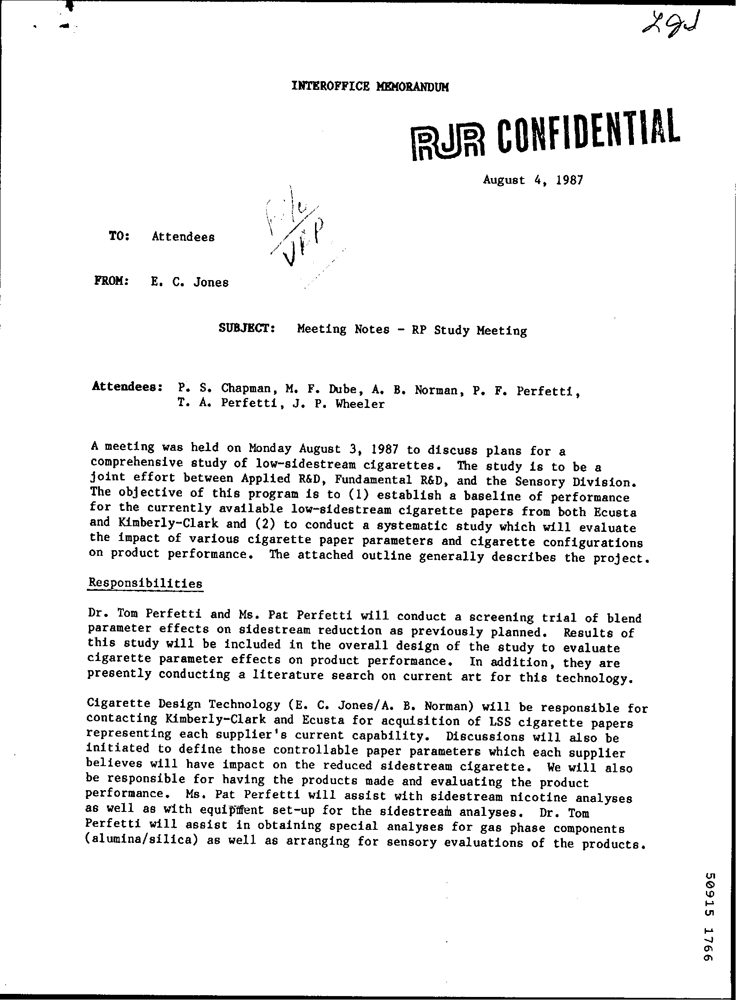 INTEROFFICE MEMORANDUM
RJR CONFIDENTIAL
August 4, 1987
File
TO: Attendees
FROM: E. C. Jones
SUBJECT: Meeting Notes - RP Study Meeting
Attendees: P. S. Chapman, M. F. Dube, A. B. Norman, P. F. Perfetti,
T. A. Perfetti, J. P. Wheeler
A meeting was held on Monday August 3, 1987 to discuss plans for a
comprehensive study of low-sidestream cigarettes. The study is to be a
joint effort between Applied R&D, Fundamental R&D, and the Sensory Division.
The objective of this program is to (1) establish a baseline of performance
for the currently available low-sidestream cigarette papers from both Ecusta
and Kimberly-Clark and (2) to conduct a systematic study which will evaluate
the impact of various cigarette paper parameters and cigarette configurations
on product performance. The attached outline generally describes the project.
Responsibilities
Dr. Tom Perfetti and Ms. Pat Perfetti will conduct a screening trial of blend
parameter effects on sidestream reduction as previously planned. Results of
this study will be included in the overall design of the study to evaluate
cigarette parameter effects on product performance. In addition, they are
presently conducting a literature search on current art for this technology.
Cigarette Design Technology (E. C. Jones/A. B. Norman) will be responsible for
contacting Kimberly-Clark and Ecusta for acquisition of LSS cigarette papers
representing each supplier's current capability. Discussions will also be
initiated to define those controllable paper parameters which each supplier
believes will have impact on the reduced sidestream cigarette. We will also
be responsible for having the products made and evaluating the product
performance. Ms. Pat Perfetti will assist with sidestream nicotine analyses
as well as with equipment set-up for the sidestream analyses. Dr. Tom
Perfetti will assist in obtaining special analyses for gas phase components
(alumina/silica) as well as arranging for sensory evaluations of the products.
50915 1766